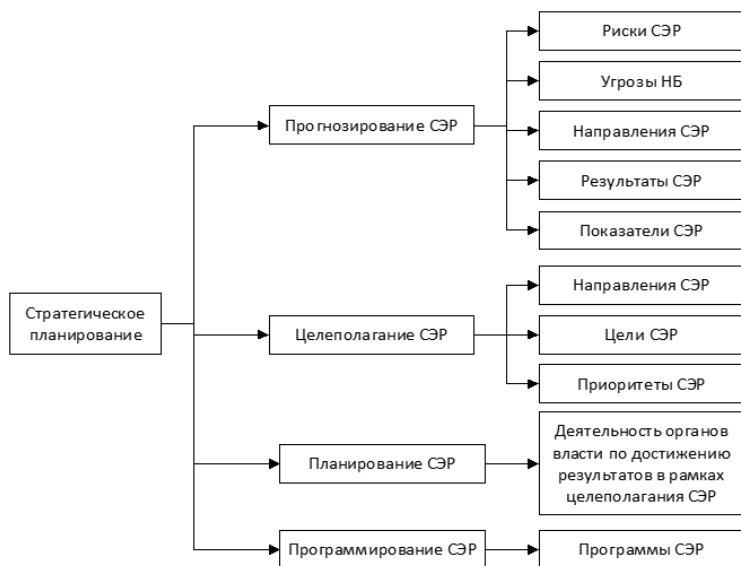 Риски СЭР
Угрозы НБ
Прогнозирование СЭР
Направления СЭР
Результаты СЭР
Показатели СЭР
Стратегическое
планирование
Направления СЭР
Целеполагание СЭР
Цели СЭР
Приоритеты СЭР
Планирование СЭР
Деятельность органов
власти по достижению
результатов в рамках
целеполагания СЭР
Программирование СЭР
Программы СЭР